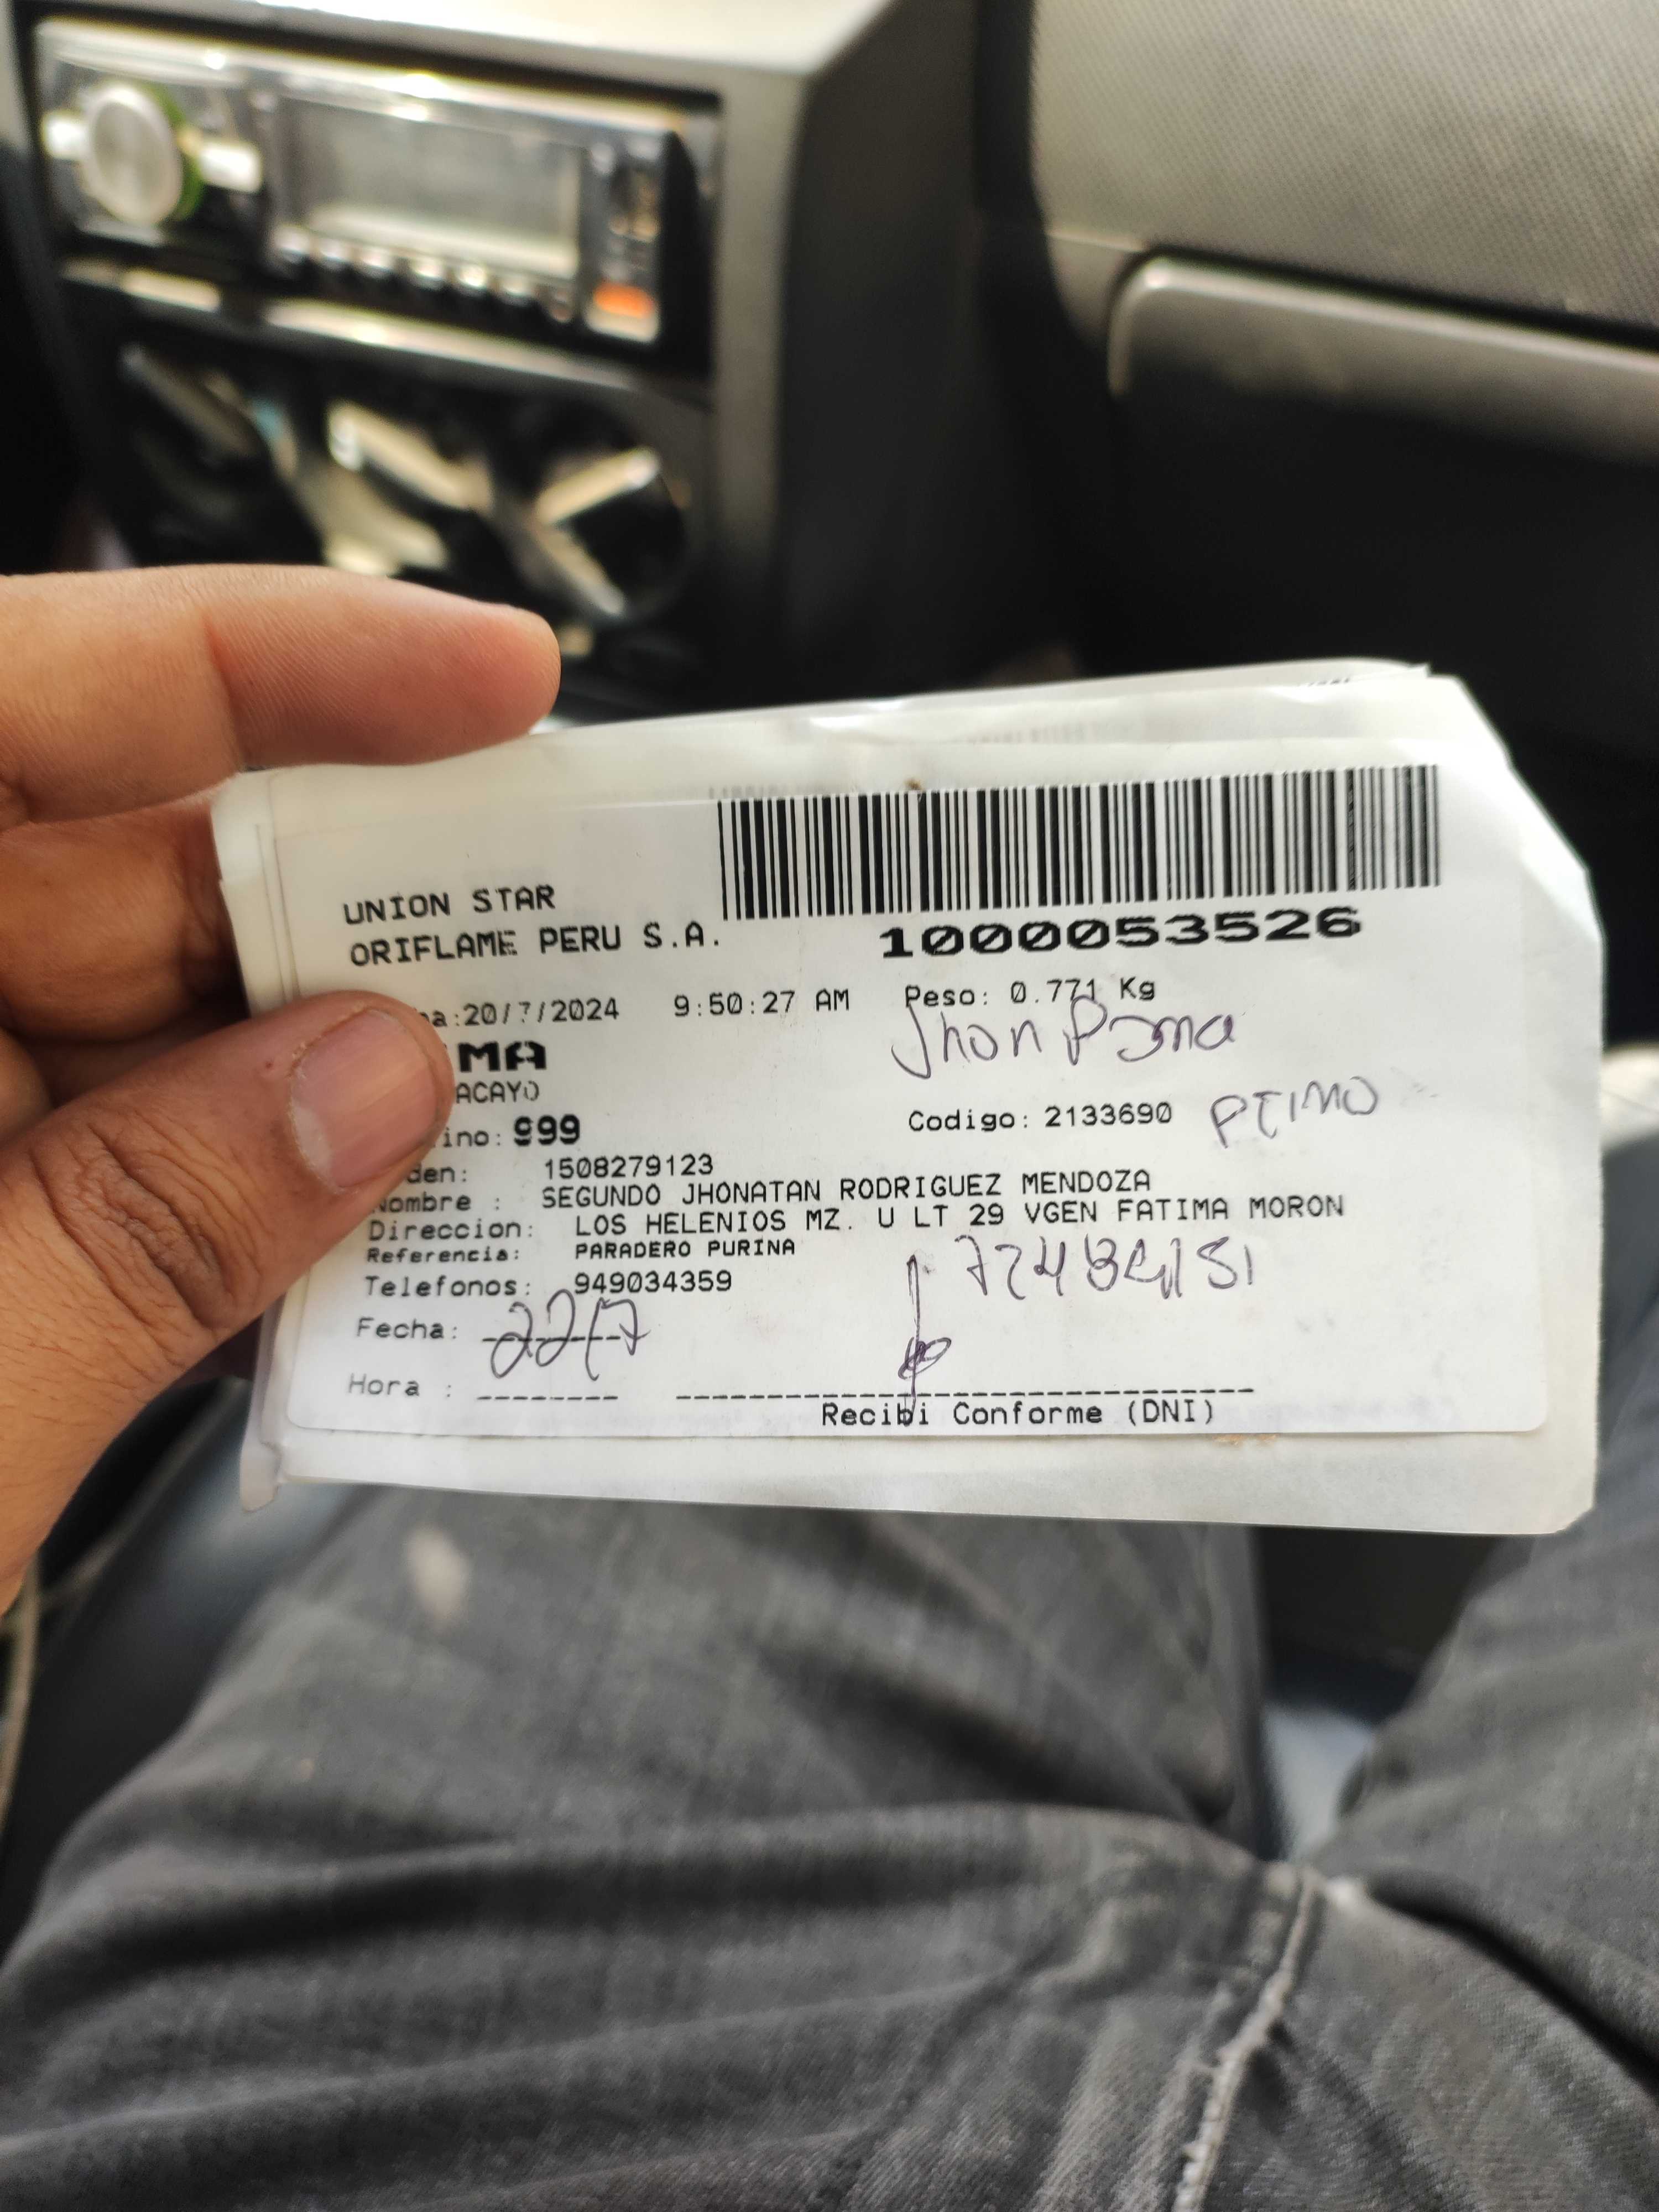 UNION STAR
ORIFLAME PERU S.A.
1000053526
a:20/7/2024 9:50:27 AM Peso: 0.771 Kg
Jhon
MA
ACAYO
ino: 999 Codigo: 2133690
den: 1508279123
Nombre : SEGUNDO JHONATAN RODRIGUEZ MENDOZA
Direccion: LOS HELENIOS MZ. U LT 29 VGEN FATIMA MORON
Referencia: PARADERO PURINA
Telefonos: 949034359
Fecha: 22/7
Hora :
Recibi Conforme (DNI)